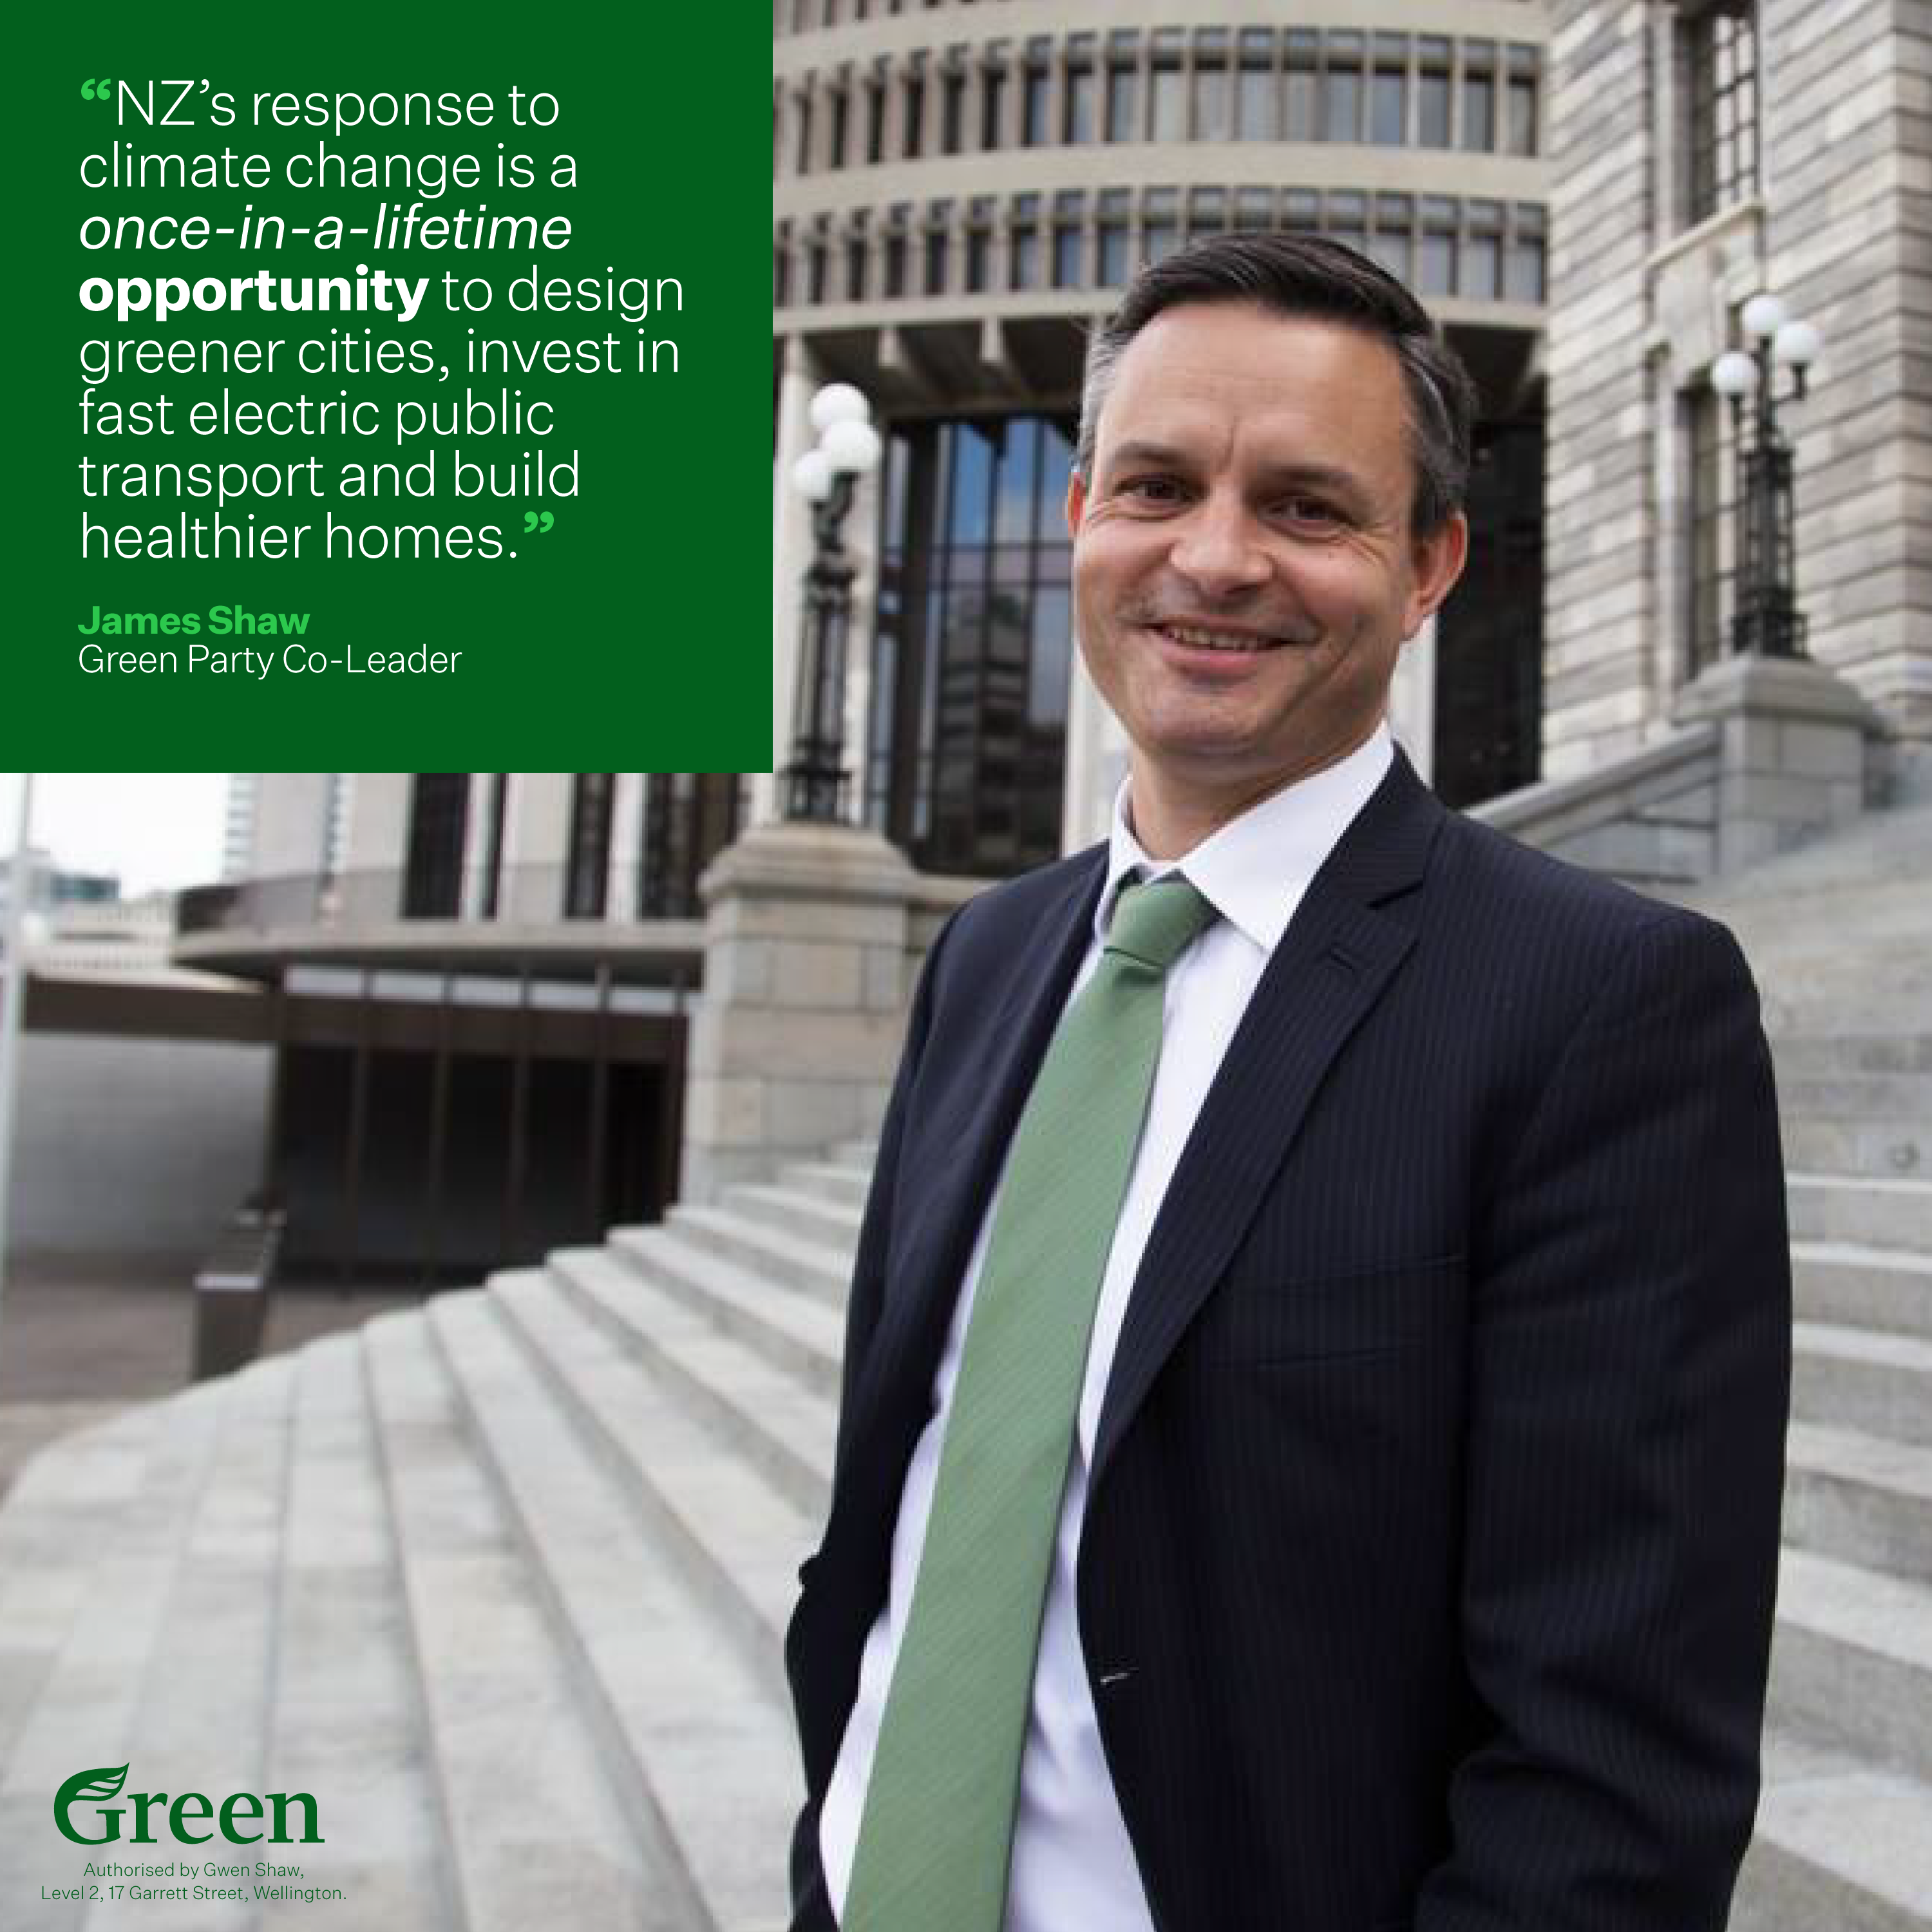 “NZ’s response to
climate change is a
once-in-a-lifetime
opportunity to design
greener cities, invest in
fast electric public
transport and build
healthier homes.”
James Shaw
Green Party Co-Leader
Green
Authorised by Gwen Shaw,
Level 2, 17 Garrett Street, Wellington.